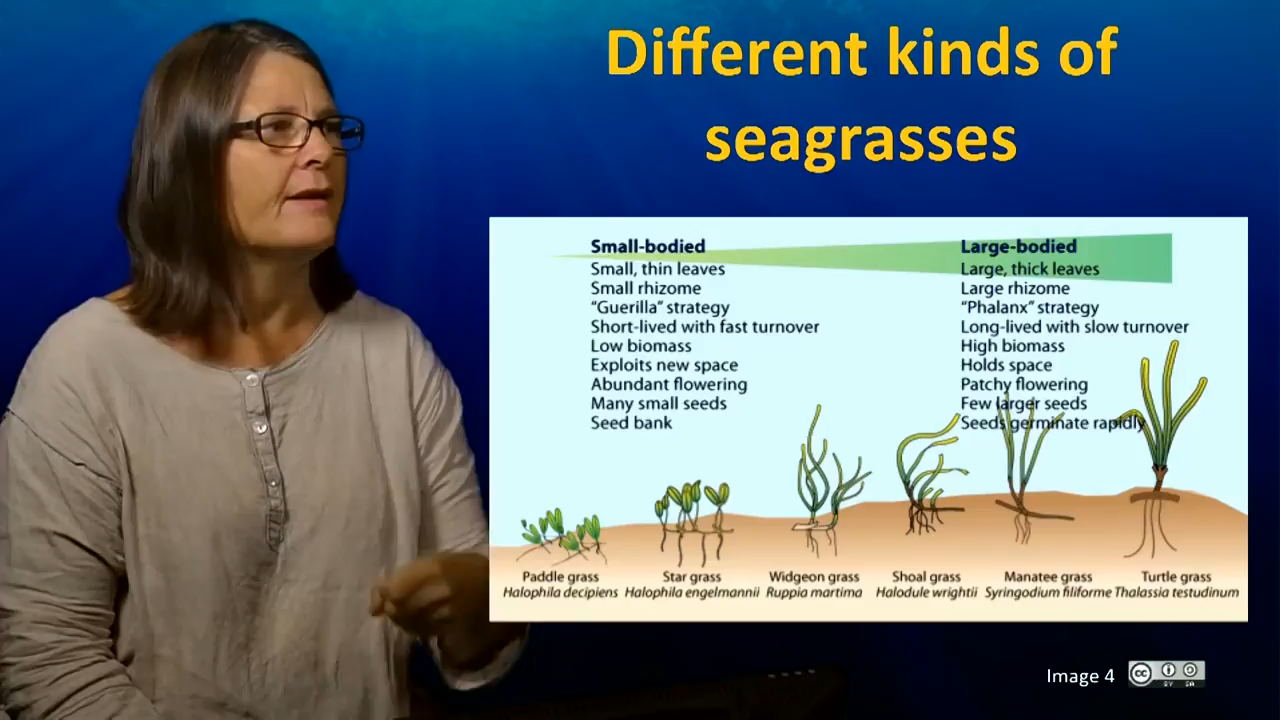 Different kinds of
seagrasses
Small-bodied
Small, thin leaves
Small rhizome
“Guerilla” strategy
Short-lived with fast turnover
Low biomass
Exploits new space
Abundant flowering
Many small seeds
Seed bank
Large-bodied
Large, thick leaves
Large rhizome
“Phalanx” strategy
Long-lived with slow turnover
High biomass
Holds space
Patchy flowering
Few larger seeds
Seeds germinate rapidly
Paddle grass
Halophila decipiens
Star grass
Halophila engelmannii
Widgeon grass
Ruppia martima
Shoal grass
Halodule wrightii
Manatee grass
Syringodium filiforme
Turtle grass
Thalassia testudinum
Image 4
cc